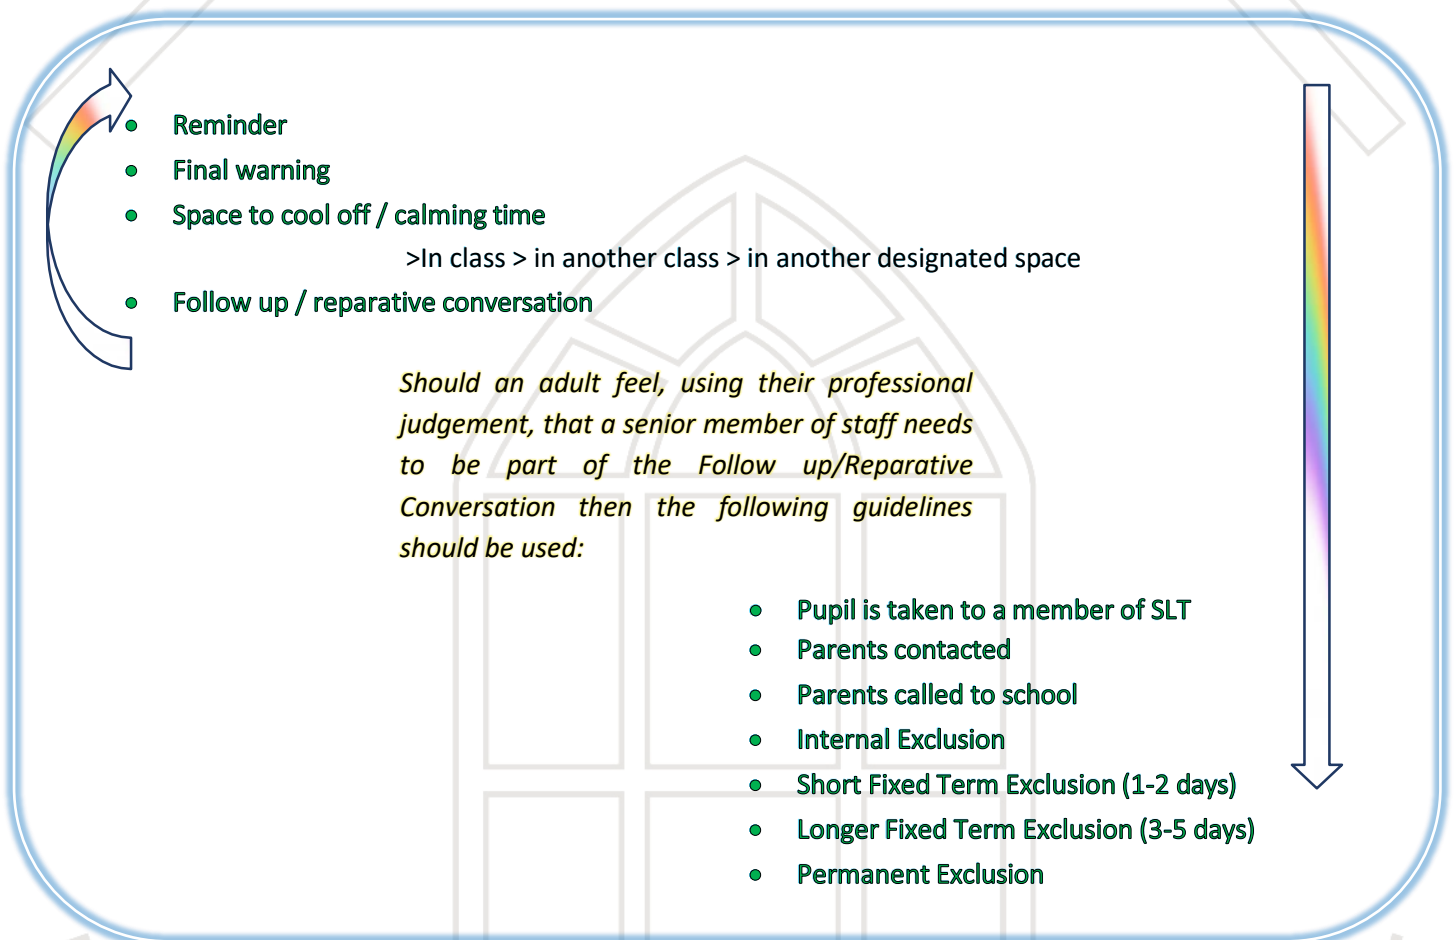 • Reminder
• Final warning
• Space to cool off / calming time
>In class > in another class > in another designated space
• Follow up / reparative conversation
Should an adult feel, using their professional
judgement, that a senior member of staff needs
to be part of the Follow up/Reparative
Conversation then the following guidelines
should be used:
• Pupil is taken to a member of SLT
• Parents contacted
• Parents called to school
• Internal Exclusion
• Short Fixed Term Exclusion (1-2 days)
• Longer Fixed Term Exclusion (3-5 days)
• Permanent Exclusion